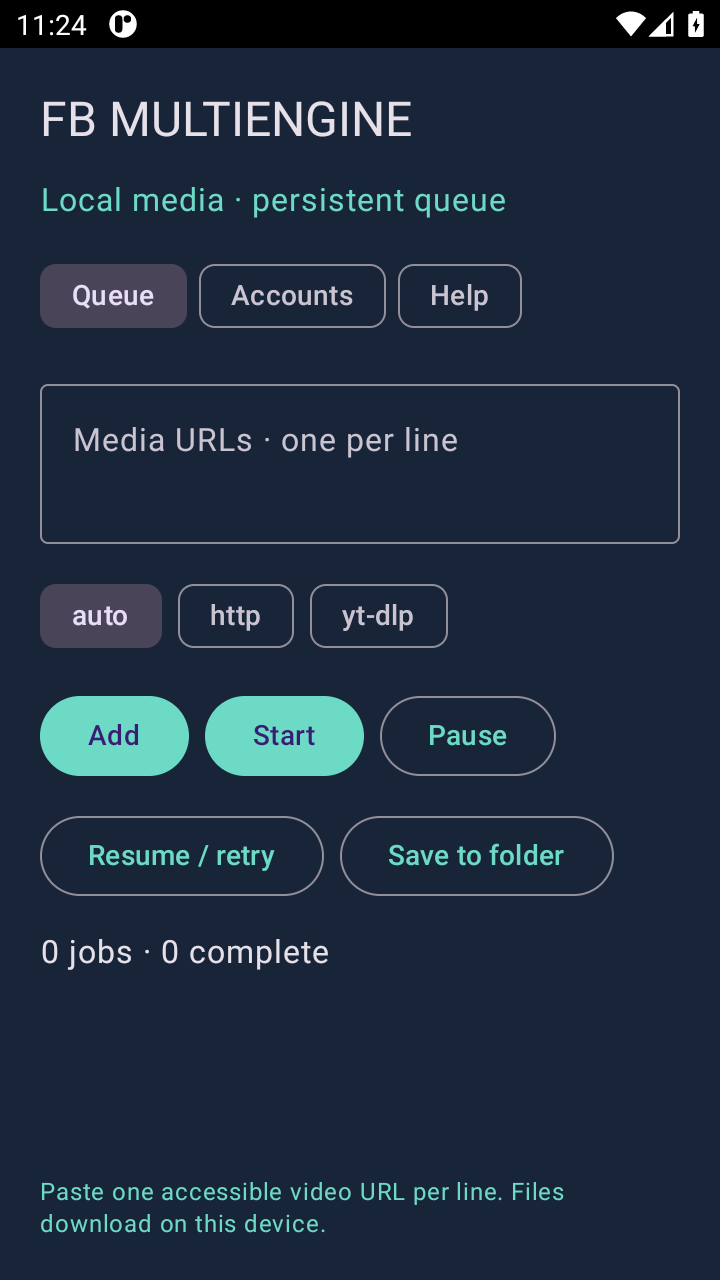 11:24
FB MULTIENGINE
Local media · persistent queue
Queue Accounts Help
Media URLs · one per line
auto http yt-dlp
Add Start Pause
Resume / retry Save to folder
0 jobs · 0 complete
Paste one accessible video URL per line. Files
download on this device.